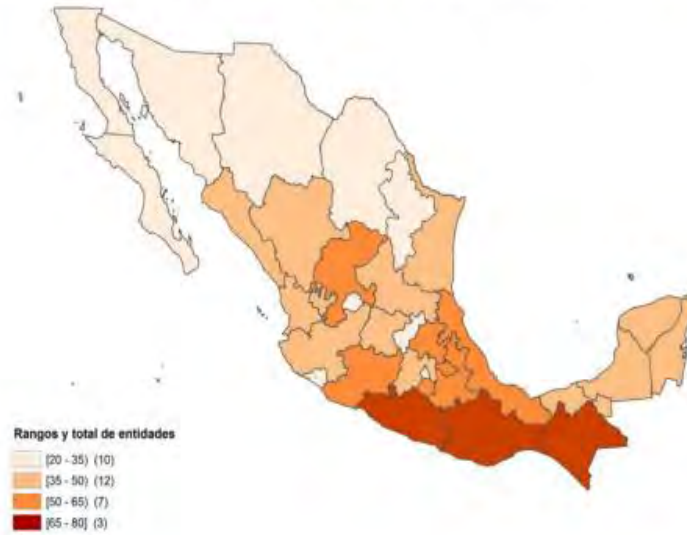 Rangos y total de entidades
[20 - 35) (10)
[35 - 50) (12)
[50 - 65) (7)
[65 - 80] (3)